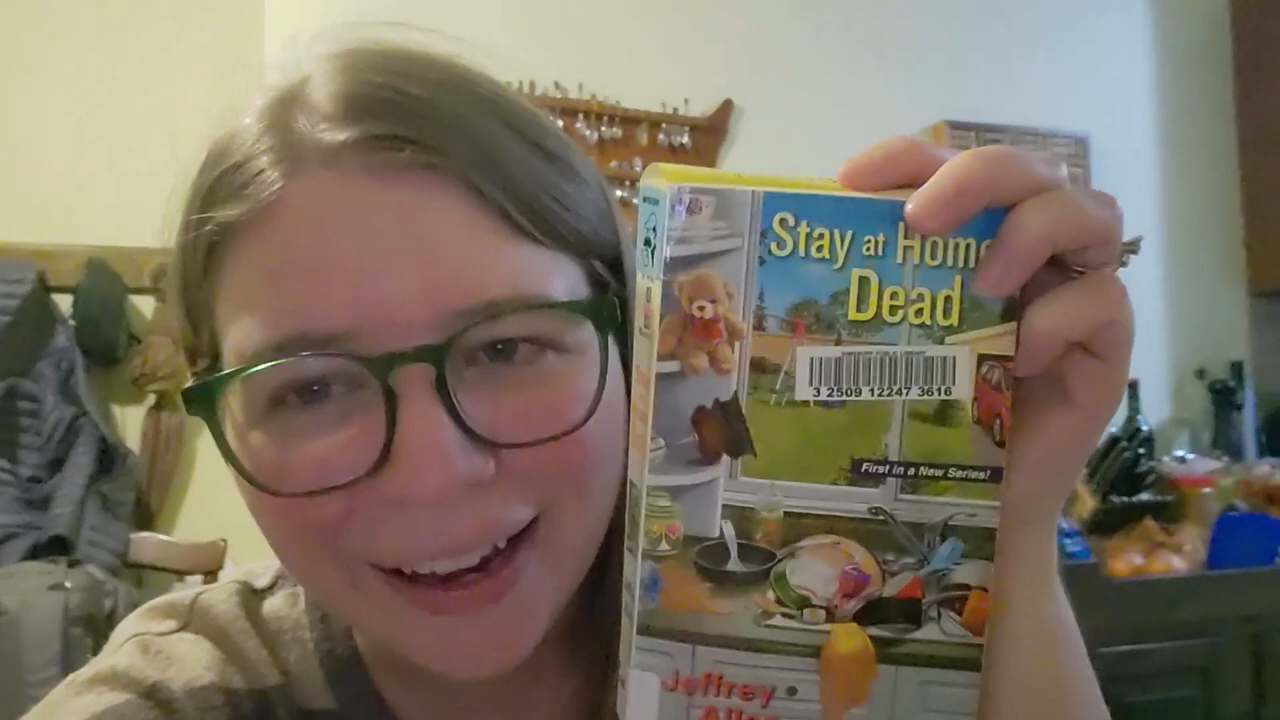 Stay at Home
Dead
3 2509 12247 3616
First in a New Series!
Jeffrey